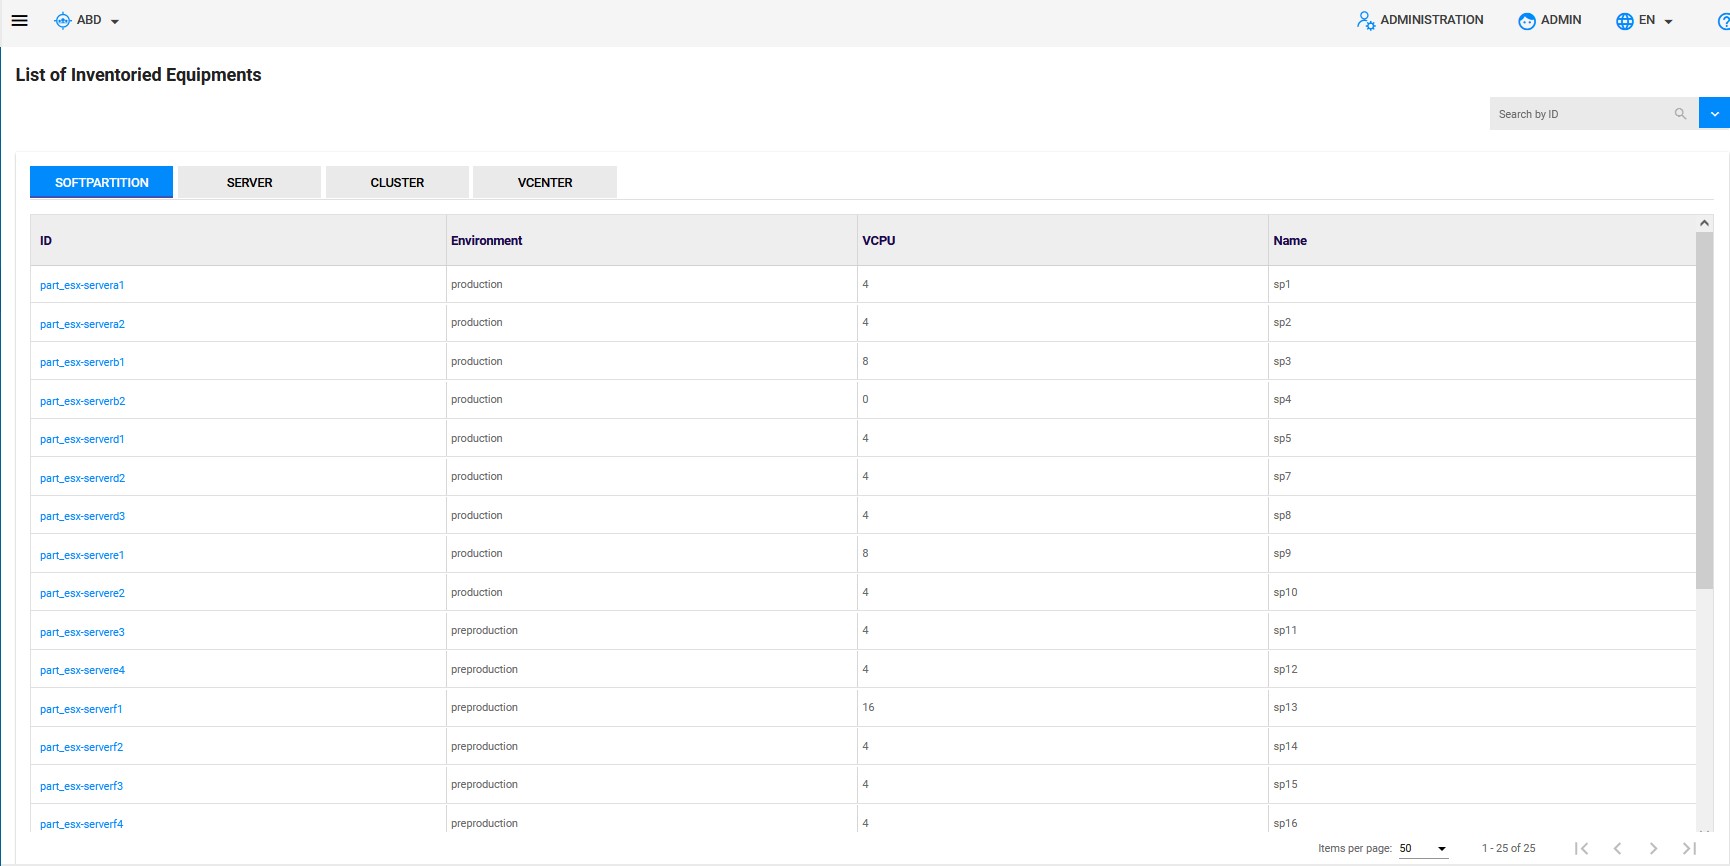 ABD ADMINISTRATION ADMIN EN
List of Inventoried Equipments
Search by ID
SOFTPARTITION SERVER CLUSTER VCENTER
ID Environment VCPU Name
part_esx-servera1 production 4 sp1
part_esx-servera2 production 4 sp2
part_esx-serverb1 production 8 sp3
part_esx-serverb2 production 0 sp4
part_esx-serverd1 production 4 sp5
part_esx-serverd2 production 4 sp7
part_esx-serverd3 production 4 sp8
part_esx-servere1 production 8 sp9
part_esx-servere2 production 4 sp10
part_esx-servere3 preproduction 4 sp11
part_esx-servere4 preproduction 4 sp12
part_esx-serverf1 preproduction 16 sp13
part_esx-serverf2 preproduction 4 sp14
part_esx-serverf3 preproduction 4 sp15
part_esx-serverf4 preproduction 4 sp16
Items per page: 50 1 - 25 of 25